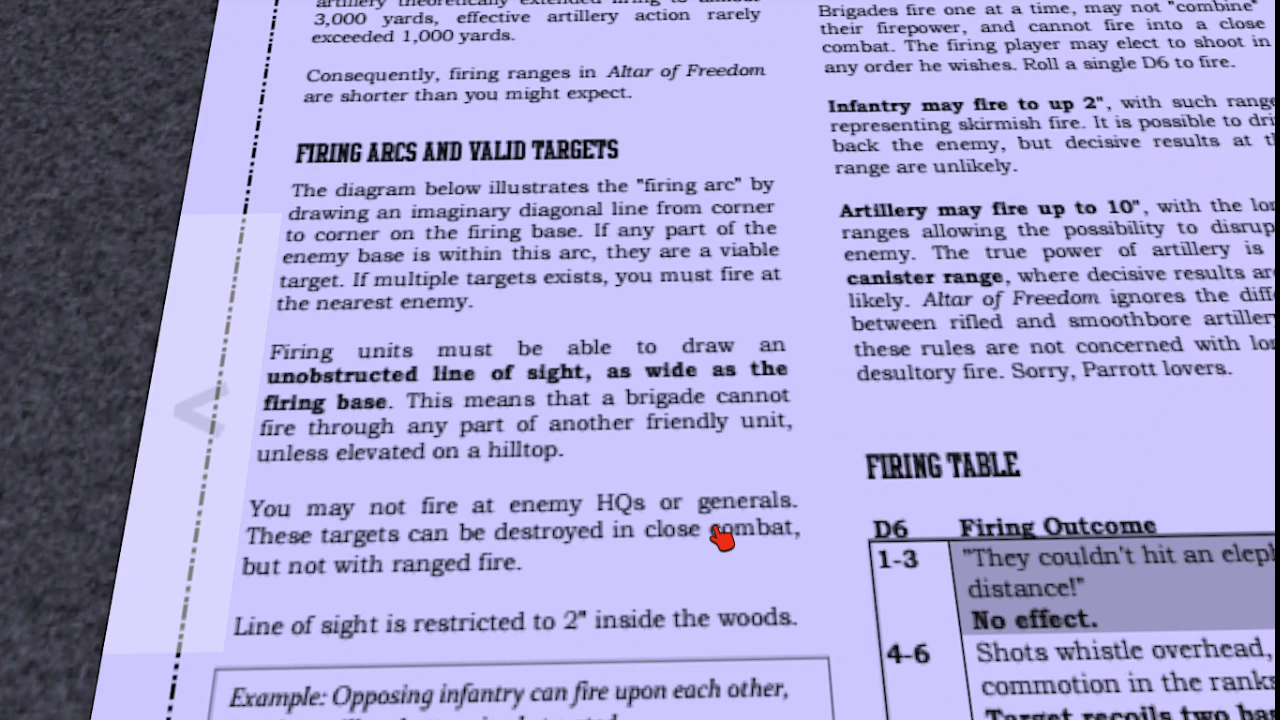 artillery theoretically extended firing to almost
3,000 yards, effective artillery action rarely
exceeded 1,000 yards.
Consequently, firing ranges in Altar of Freedom
are shorter than you might expect.
FIRING ARCS AND VALID TARGETS
The diagram below illustrates the "firing arc" by
drawing an imaginary diagonal line from corner
to corner on the firing base. If any part of the
enemy base is within this arc, they are a viable
target. If multiple targets exists, you must fire at
the nearest enemy.
Firing units must be able to draw an
unobstructed line of sight, as wide as the
firing base. This means that a brigade cannot
fire through any part of another friendly unit,
unless elevated on a hilltop.
You may not fire at enemy HQs or generals.
These targets can be destroyed in close combat,
but not with ranged fire.
Line of sight is restricted to 2" inside the woods.
Example: Opposing infantry can fire upon each other,
<
Brigades fire one at a time, may not "combine"
their firepower, and cannot fire into a close
combat. The firing player may elect to shoot in
any order he wishes. Roll a single D6 to fire.
Infantry may fire to up 2", with such range
representing skirmish fire. It is possible to
back the enemy, but decisive results at
range are unlikely.
Artillery may fire up to 10", with the
ranges allowing the possibility to
enemy. The true power of artillery is
canister range, where decisive results
likely. Altar of Freedom ignores the
between rifled and smoothbore
these rules are not concerned with
desultory fire. Sorry, Parrott lovers.
FIRING TABLE
D6 Firing Outcome
1-3 "They couldn't hit an
distance!"
No effect.
4-6 Shots whistle overhead,
commotion in the ranks
Target recoils two